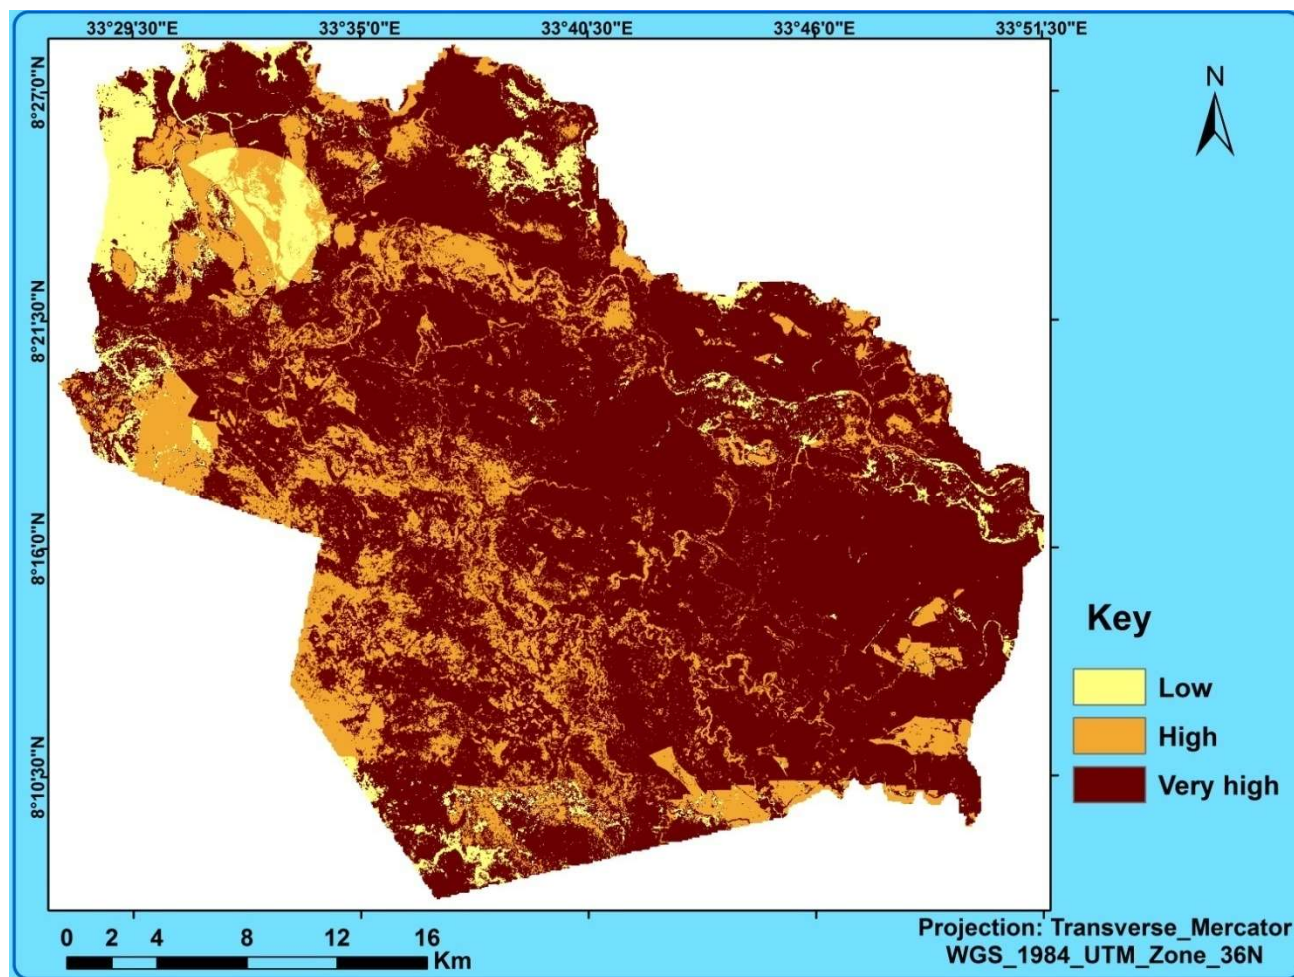 33°29'30"E 33°35'0"E 33°40'30"E 33°46'0"E 33°51'30"E
8°27'0"N
8°21'30"N
8°16'0"N
8°10'30"N
N
Key
Low
High
Very high
0 2 4 8 12 16
Km
Projection: Transverse_Mercator
WGS_1984_UTM_Zone_36N